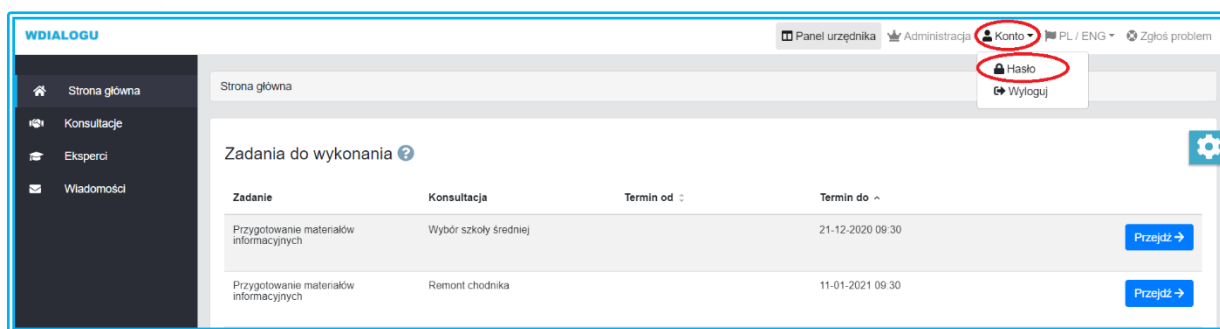 WDIALOGU
Panel urzędnika Administracja Konto PL / ENG Zgłoś problem
Hasło
Wyloguj
Strona główna
Konsultacje
Eksperci
Wiadomości
Strona główna
Zadania do wykonania ?
Zadanie Konsultacja Termin od Termin do
Przygotowanie materiałów informacyjnych Wybór szkoły średniej 21-12-2020 09:30 Przejdź →
Przygotowanie materiałów informacyjnych Remont chodnika 11-01-2021 09:30 Przejdź →